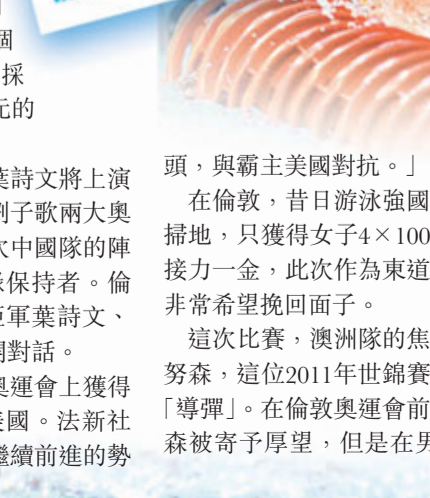 個
採
元的
葉詩文將上演
子歌兩大奧
次中國隊的陣
保持者。倫
軍葉詩文、
對話。
奧運會上獲得
美國。法新社
繼續前進的勢
頭,與霸主美國對抗。」
在倫敦,昔日游泳強國
掃地,只獲得女子4×100
接力一金,此次作為東道
非常希望挽回面子。
這次比賽,澳洲隊的焦
努森,這位2011年世錦賽
「導彈」。在倫敦奧運會前
森被寄予厚望,但是在男